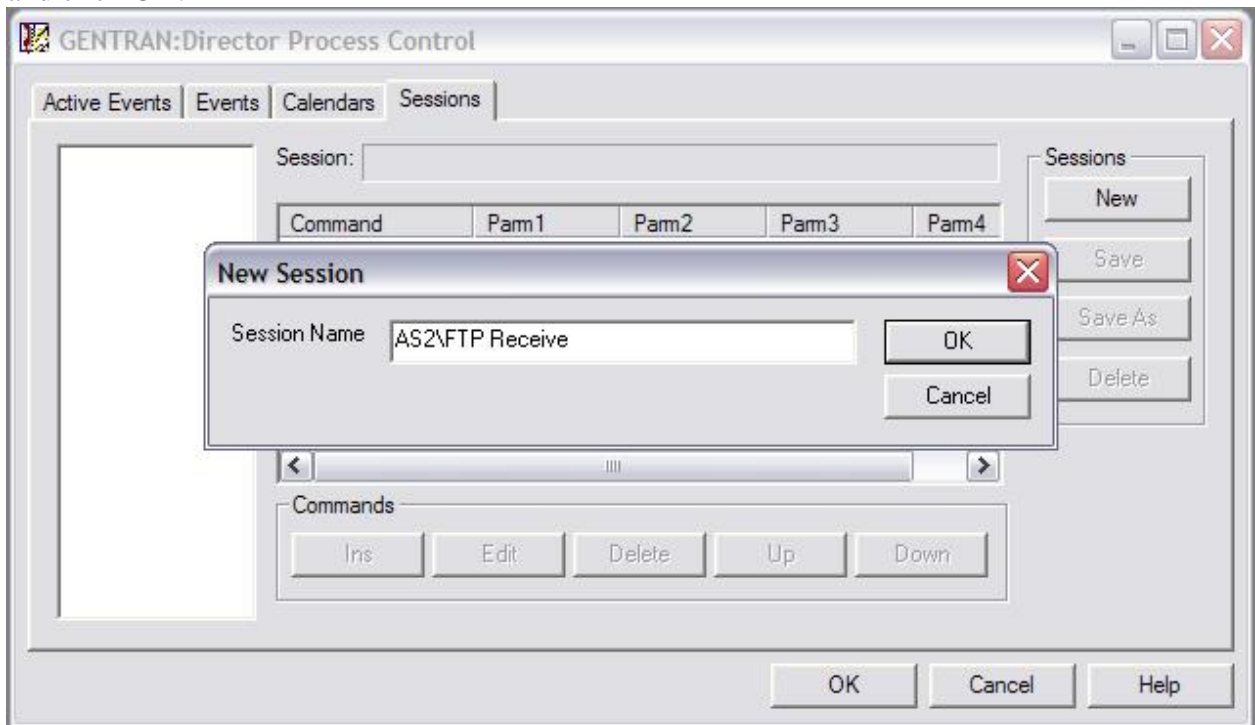 GENTRAN:Director Process Control
Active Events Events Calendars Sessions
Session:
Sessions
New
Command Parm1 Parm2 Parm3 Parm4
Save
New Session
Session Name AS2\FTP Receive OK
Save As
Cancel
Delete
Commands
Ins Edit Delete Up Down
OK Cancel Help